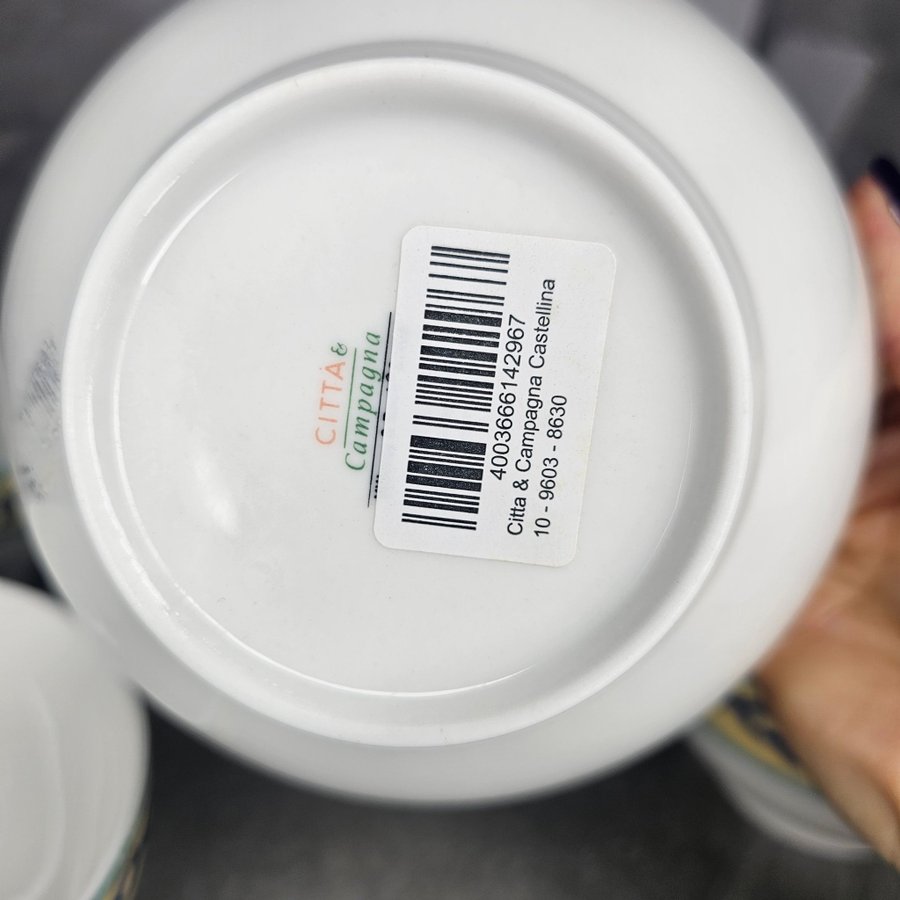 CITTÀ &
Campagna
4003666142967
Citta & Campagna Castellina
10 - 9603 - 8630